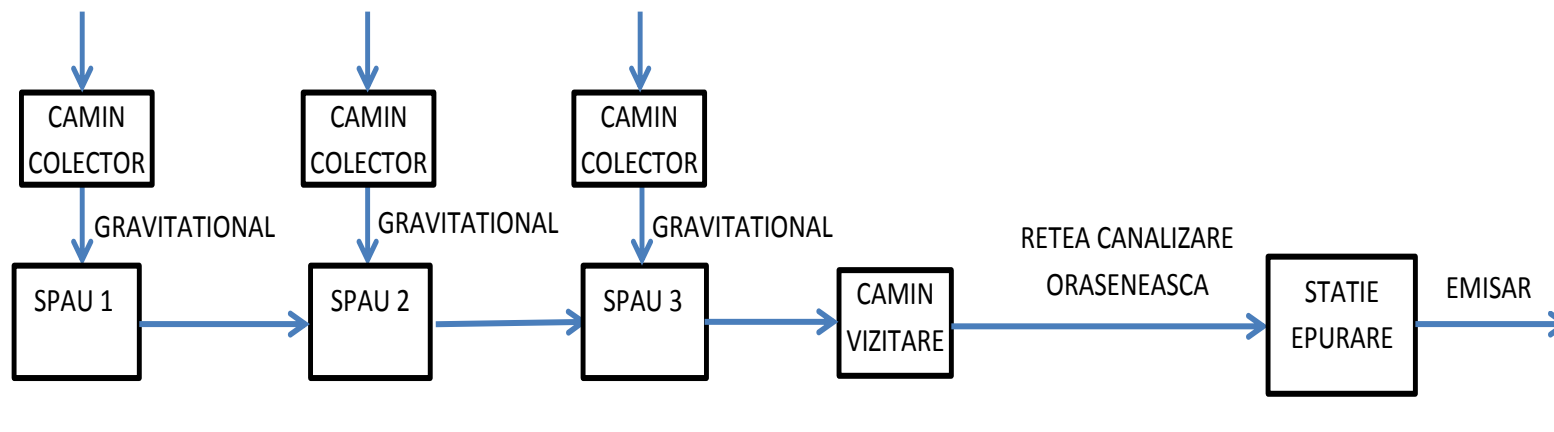 CAMIN
COLECTOR
CAMIN
COLECTOR
CAMIN
COLECTOR
GRAVITATIONAL
GRAVITATIONAL
GRAVITATIONAL
RETEA CANALIZARE
ORASENEASCA
SPAU 1
SPAU 2
SPAU 3
CAMIN
VIZITARE
STATIE
EPURARE
EMISAR